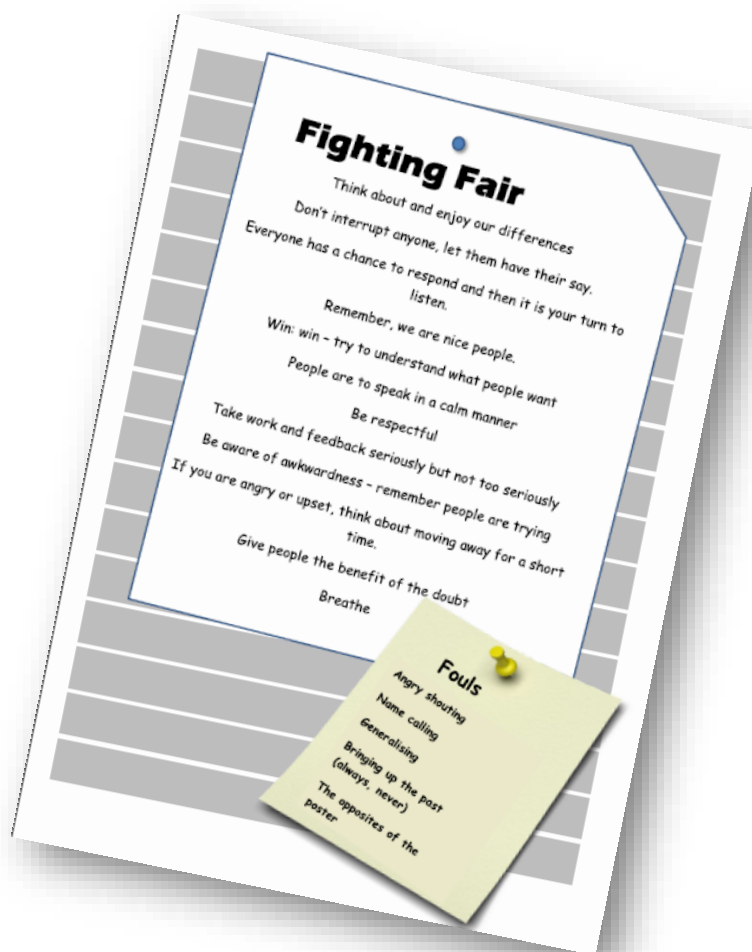 Fighting Fair
Think about and enjoy our differences
Don't interrupt anyone, let them have their say.
Everyone has a chance to respond and then it is your turn to
listen.
Remember, we are nice people.
Win: win – try to understand what people want
People are to speak in a calm manner
Be respectful
Take work and feedback seriously but not too seriously
Be aware of awkwardness – remember people are trying
If you are angry or upset, think about moving away for a short
time.
Give people the benefit of the doubt
Breathe
Fouls
Angry shouting
Name calling
Generalising
Bringing up the past
(always, never)
The opposites of the
poster